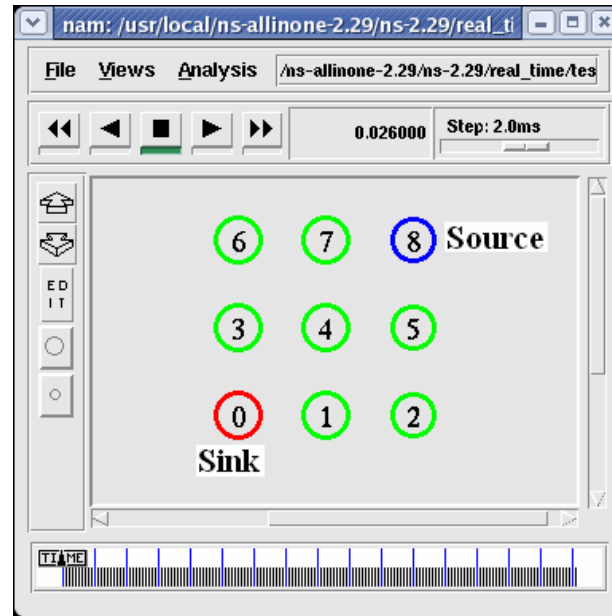 nam: /usr/local/ns-allinone-2.29/ns-2.29/real_ti
File Views Analysis /ns-allinone-2.29/ns-2.29/real_time/tes
0.026000 Step: 2.0ms
E D
I T
6 7 8 Source
3 4 5
0 1 2
Sink
TIME